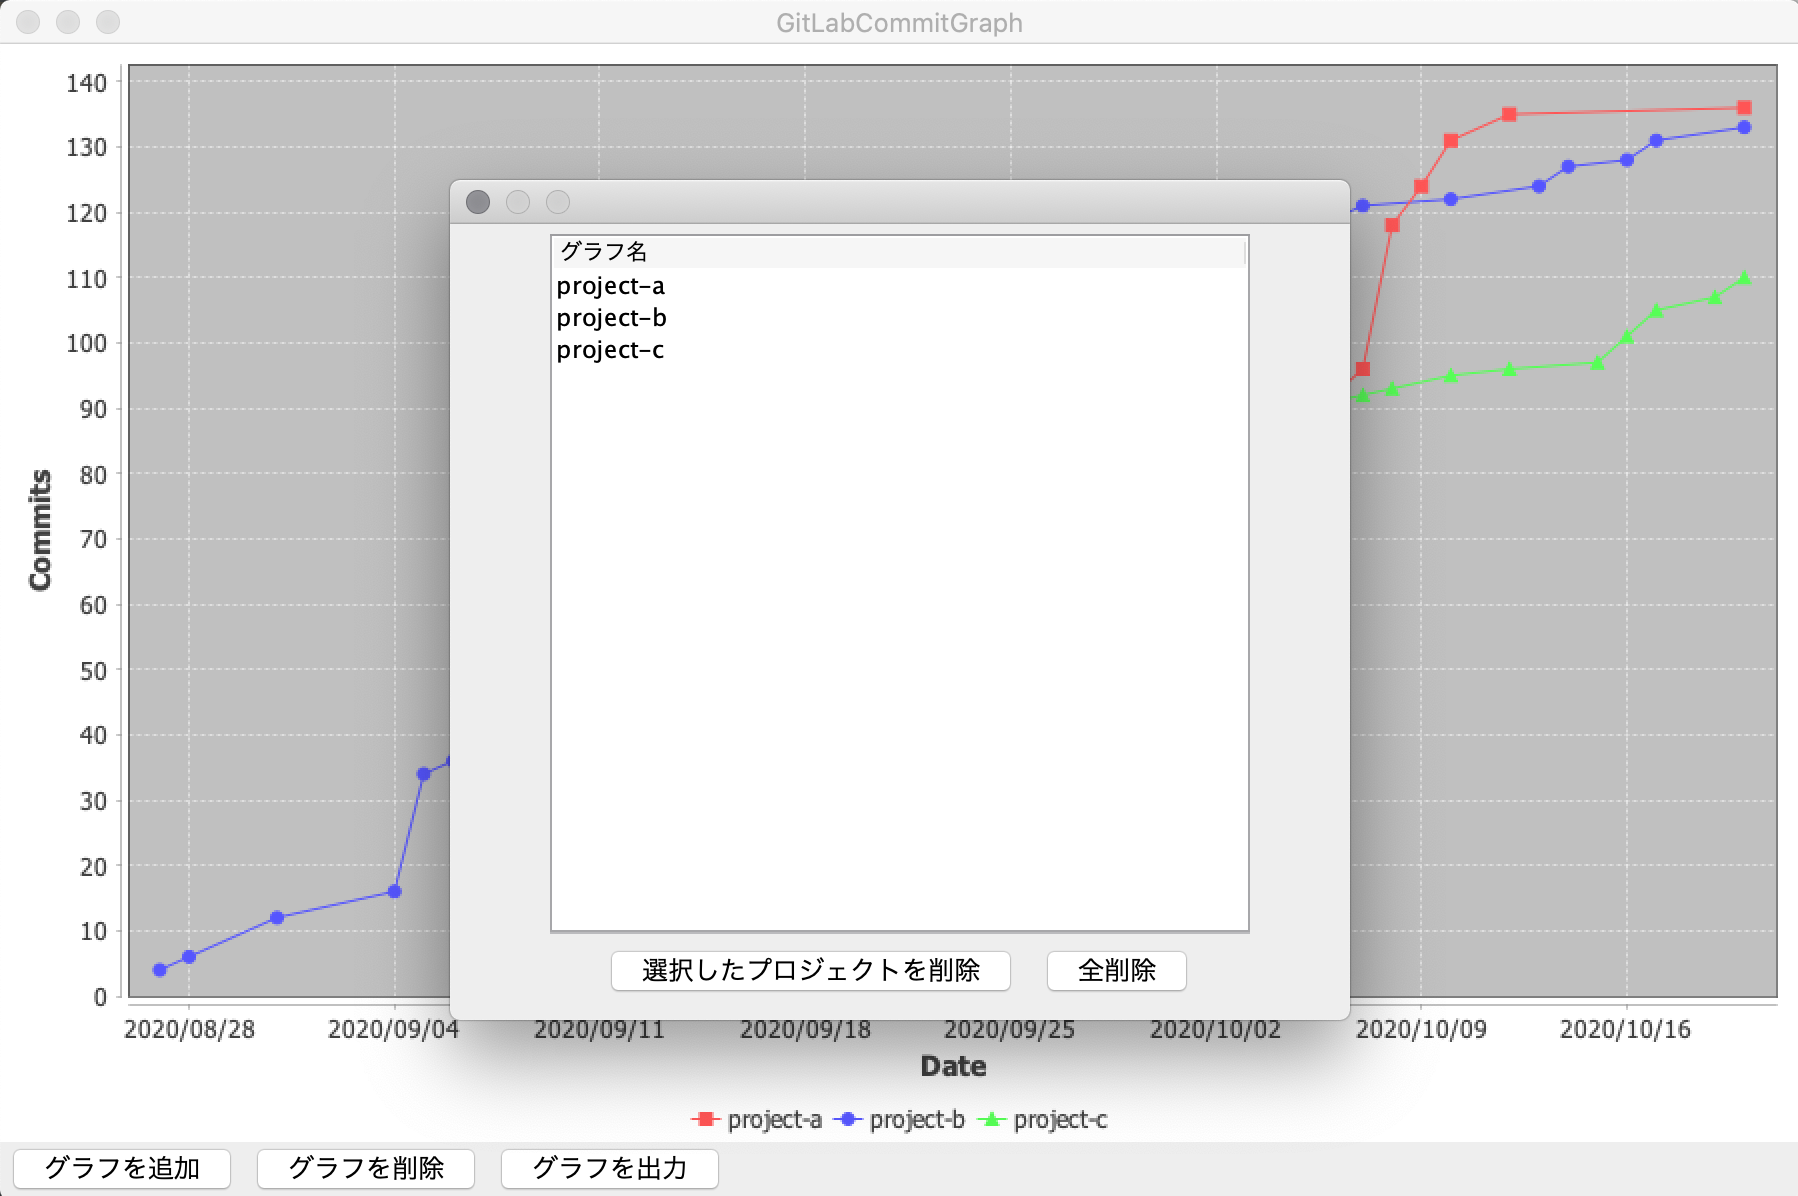 GitLabCommitGraph
140
130
120
110
100
90
80
70
60
50
40
30
20
10
0
Commits
グラフ名
project-a
project-b
project-c
選択したプロジェクトを削除 全削除
2020/08/28 2020/09/04 2020/09/11 2020/09/18 2020/09/25 2020/10/02 2020/10/09 2020/10/16
Date
project-a project-b project-c
グラフを追加 グラフを削除 グラフを出力